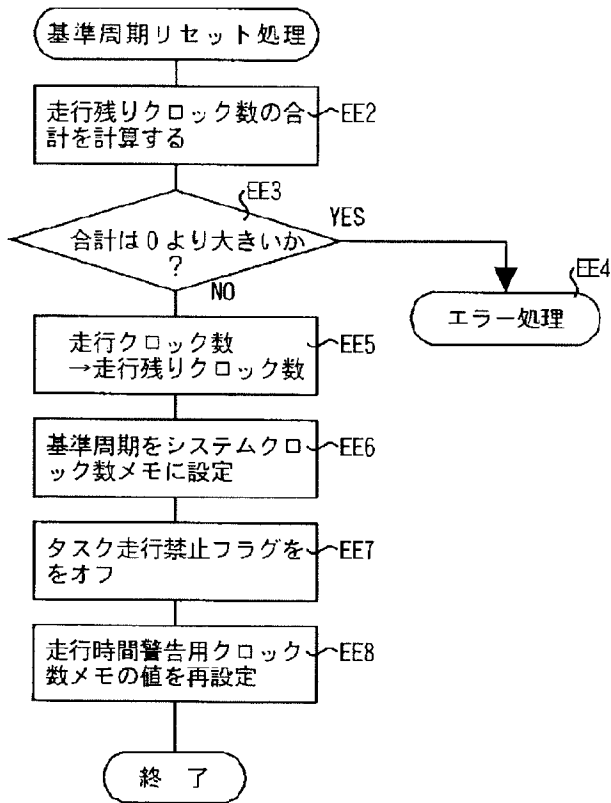 基準周期リセット処理
走行残りクロック数の合
計を計算する
EE2
EE3
合計は0より大きいか
?
YES
NO
EE4
エラー処理
走行クロック数
→走行残りクロック数
EE5
基準周期をシステムクロ
ック数メモに設定
EE6
タスク走行禁止フラグを
をオフ
EE7
走行時間警告用クロック
数メモの値を再設定
EE8
終 了